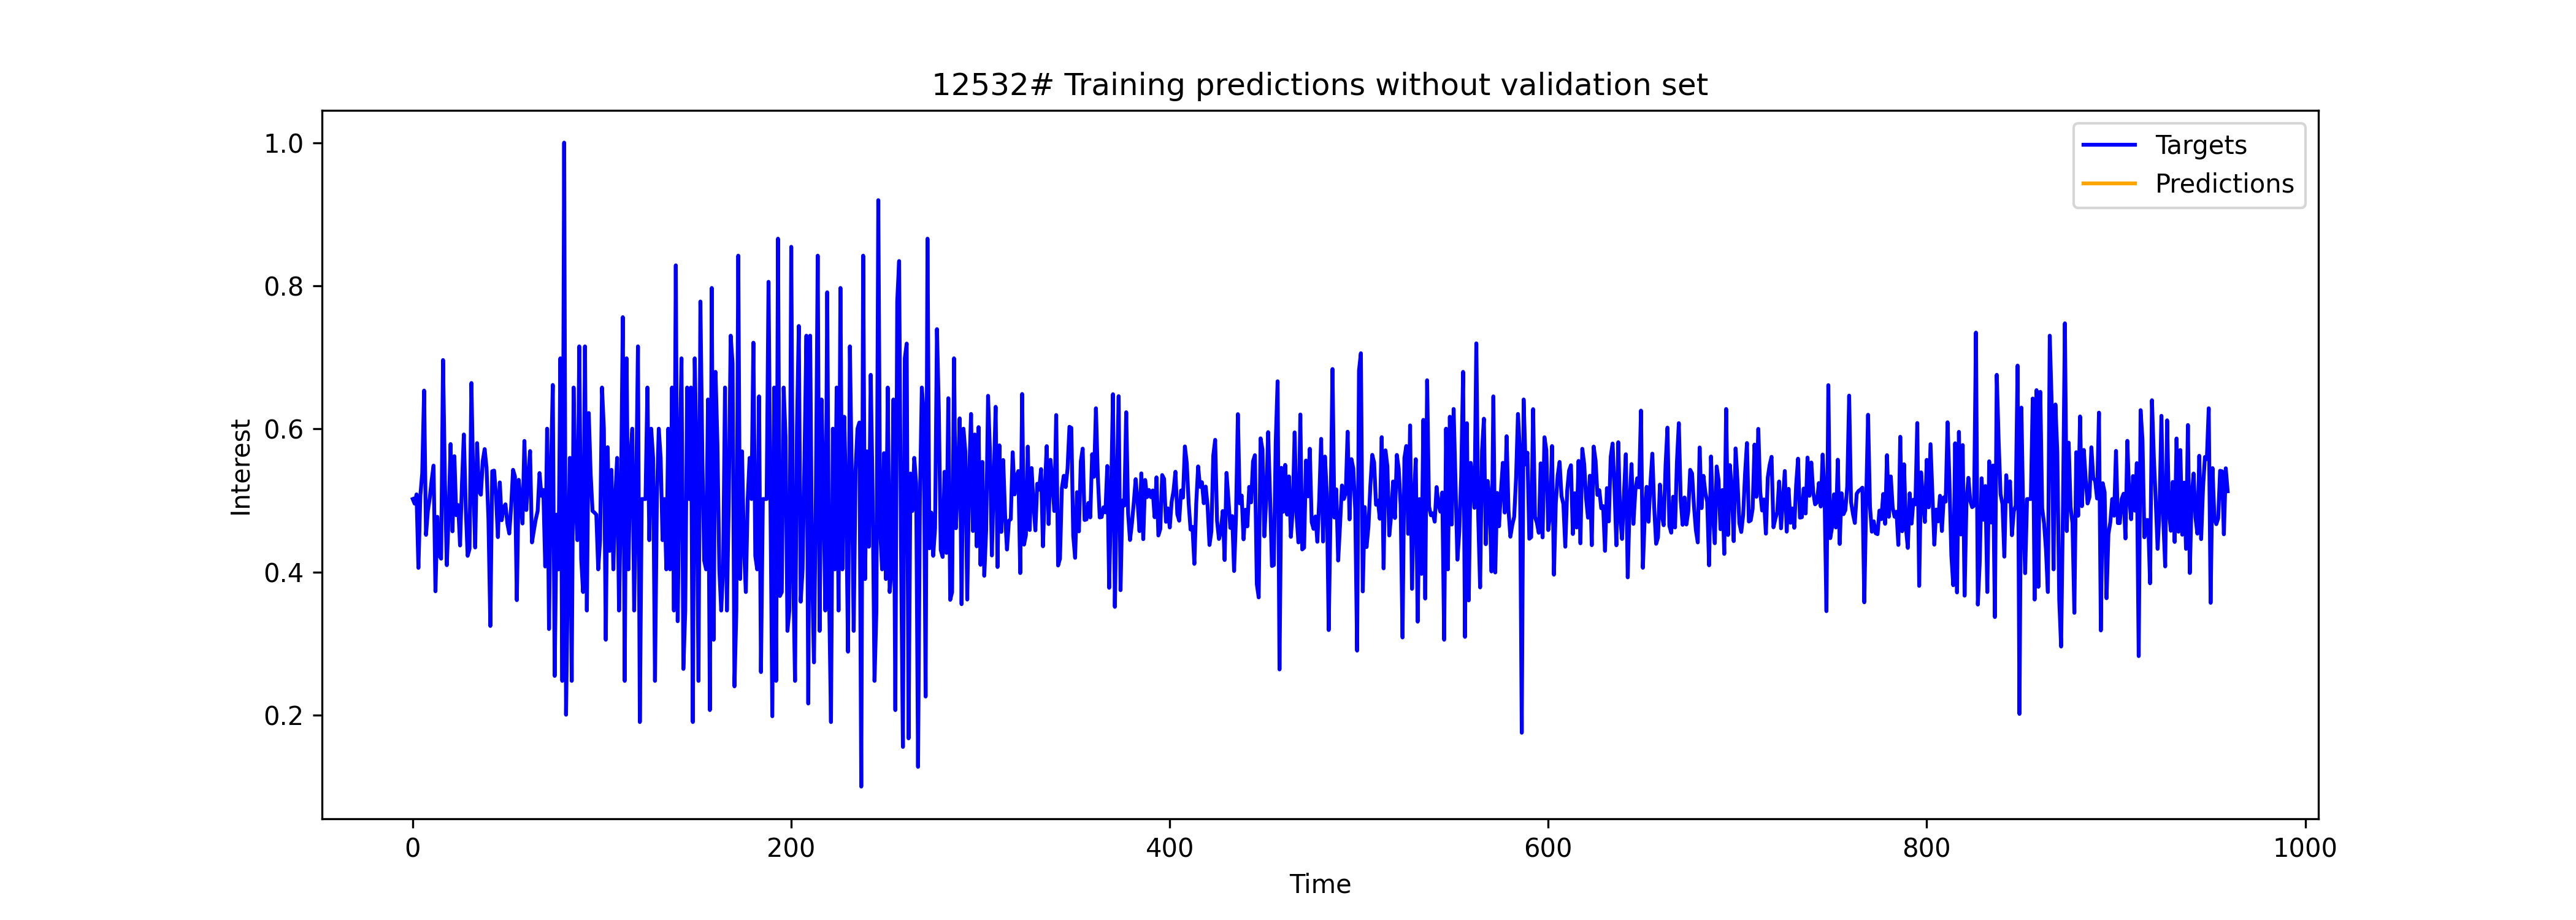 12532# Training predictions without validation set
Targets
Predictions
Interest
1.0
0.8
0.6
0.4
0.2
0
200
400
600
800
1000
Time